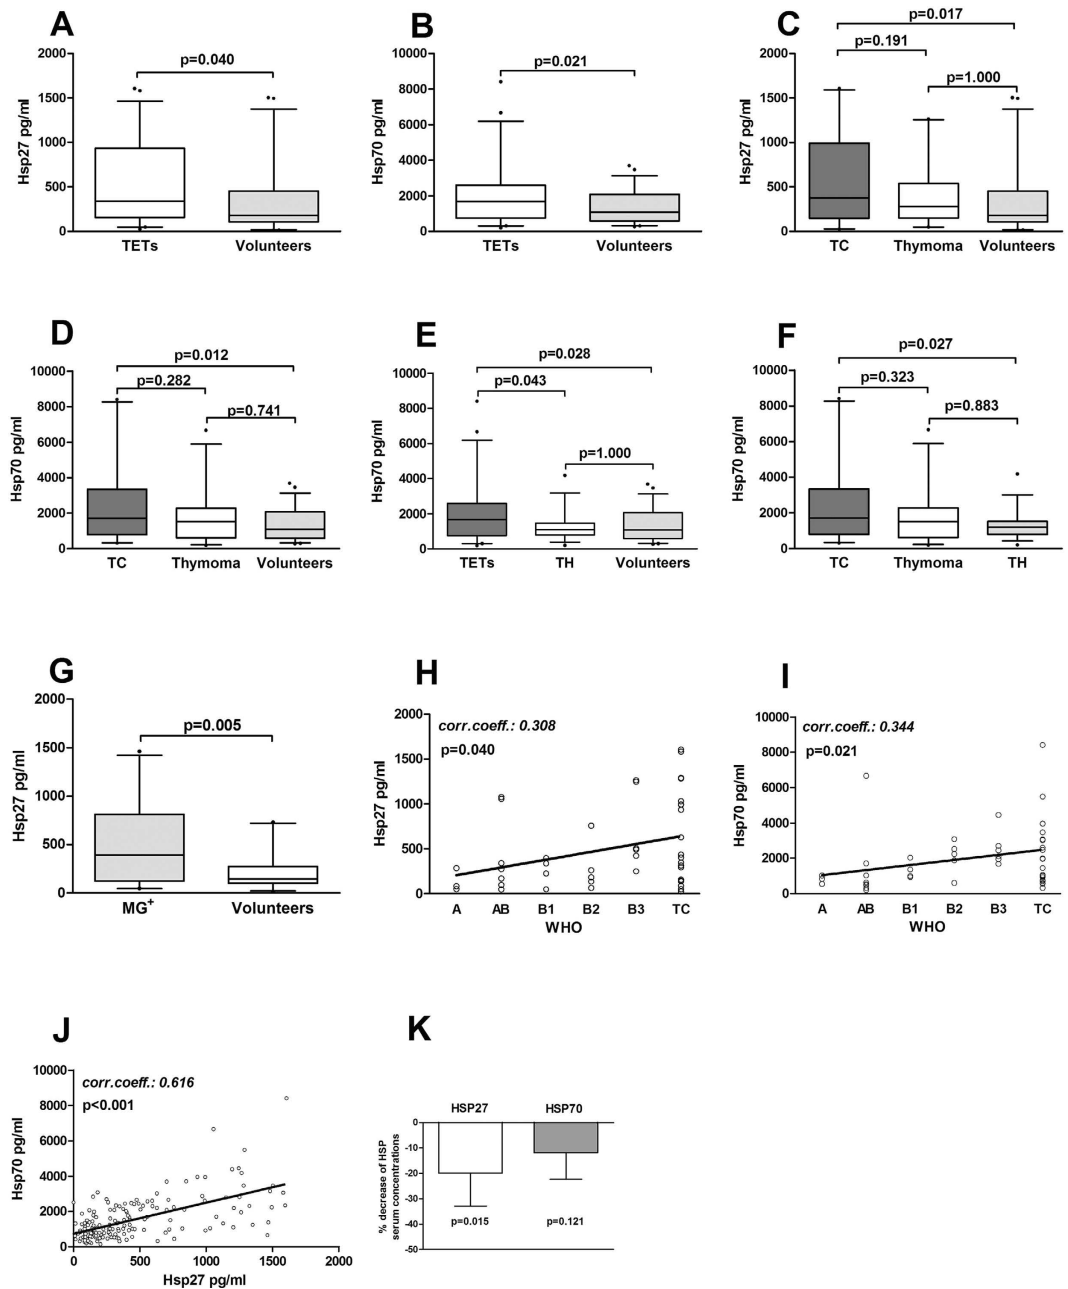 A
p=0.040
Hsp27 pg/ml
2000
1500
1000
500
0
TETs Volunteers
B
p=0.021
Hsp70 pg/ml
10000
8000
6000
4000
2000
0
TETs Volunteers
C
p=0.017
p=0.191
p=1.000
Hsp27 pg/ml
2000
1500
1000
500
0
TC Thymoma Volunteers
D
p=0.012
p=0.282
p=0.741
Hsp70 pg/ml
10000
8000
6000
4000
2000
0
TC Thymoma Volunteers
E
p=0.028
p=0.043
p=1.000
Hsp70 pg/ml
10000
8000
6000
4000
2000
0
TETs TH Volunteers
F
p=0.027
p=0.323
p=0.883
Hsp70 pg/ml
10000
8000
6000
4000
2000
0
TC Thymoma TH
G
p=0.005
Hsp27 pg/ml
2000
1500
1000
500
0
MG+ Volunteers
H
corr.coeff.: 0.308
p=0.040
Hsp27 pg/ml
2000
1500
1000
500
0
A AB B1 B2 B3 TC
WHO
I
corr.coeff.: 0.344
p=0.021
Hsp70 pg/ml
10000
8000
6000
4000
2000
0
A AB B1 B2 B3 TC
WHO
J
corr.coeff.: 0.616
p<0.001
Hsp70 pg/ml
10000
8000
6000
4000
2000
0
0 500 1000 1500 2000
Hsp27 pg/ml
K
HSP27 HSP70
% decrease of HSP
serum concentrations
0
-10
-20
-30
-40
-50
p=0.015 p=0.121